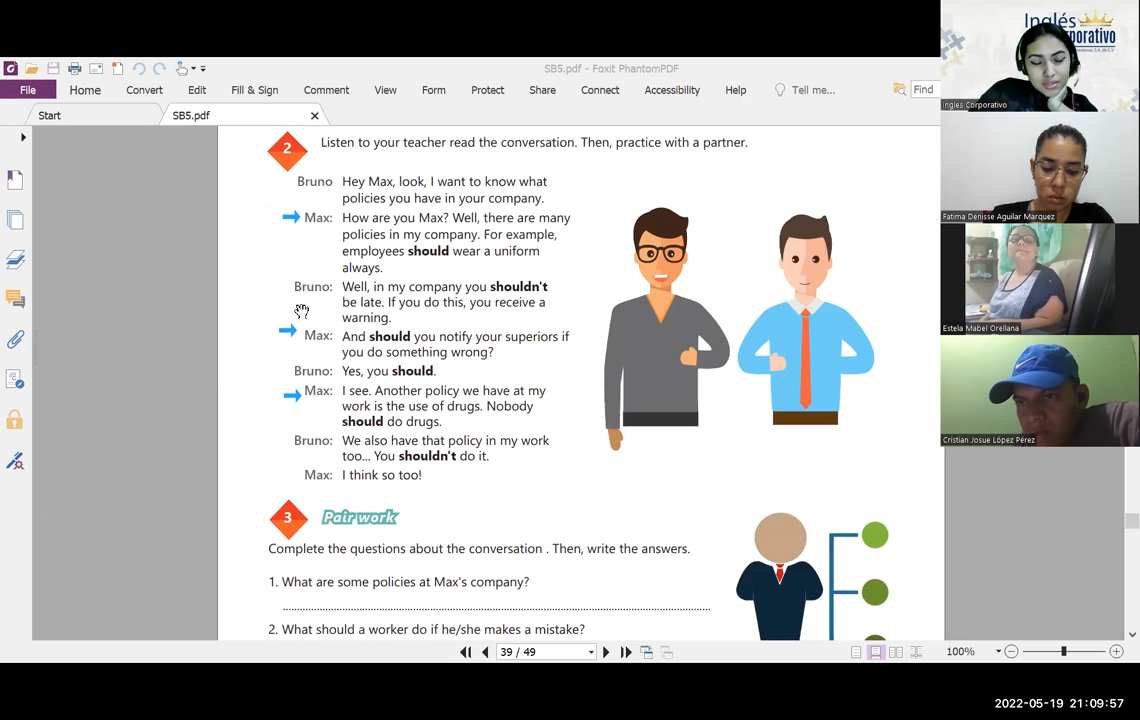 SB5.pdf - Foxit PhantomPDF
File Home Convert Edit Fill & Sign Comment View Form Protect Share Connect Accessibility Help Tell me... Find
Start SB5.pdf
2 Listen to your teacher read the conversation. Then, practice with a partner.
Bruno Hey Max, look, I want to know what
policies you have in your company.
Max: How are you Max? Well, there are many
policies in my company. For example,
employees should wear a uniform
always.
Bruno: Well, in my company you shouldn't
be late. If you do this, you receive a
warning.
Max: And should you notify your superiors if
you do something wrong?
Bruno: Yes, you should.
Max: I see. Another policy we have at my
work is the use of drugs. Nobody
should do drugs.
Bruno: We also have that policy in my work
too... You shouldn't do it.
Max: I think so too!
3 Pair work
Complete the questions about the conversation . Then, write the answers.
1. What are some policies at Max's company?
2. What should a worker do if he/she makes a mistake?
39 / 49
100%
Inglés
Ingles Corporativo
Fatima Denisse Aguilar Marquez
Estela Mabel Orellana
Cristian Josue López Pérez
2022-05-19 21:09:57